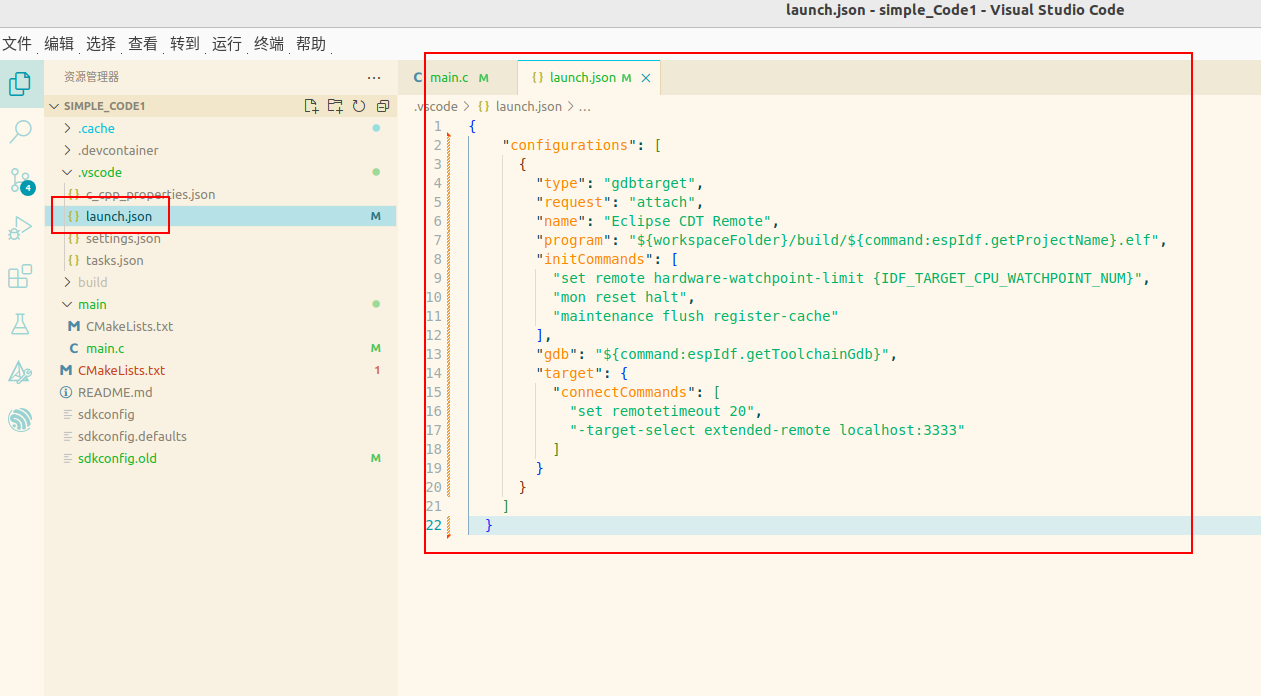 launch.json - simple_Code1 - Visual Studio Code
文件 编辑 选择 查看 转到 运行 终端 帮助
资源管理器 ...
SIMPLE_CODE1
.cache
.devcontainer
.vscode
{} c_cpp_properties.json
{} launch.json M
{} settings.json
{} tasks.json
build
main
M CMakeLists.txt
C main.c M
M CMakeLists.txt 1
README.md
sdkconfig
sdkconfig.defaults
sdkconfig.old M
4
C main.c M {} launch.json M ×
.vscode > {} launch.json > ...
1 {
2 "configurations": [
3 {
4 "type": "gdbtarget",
5 "request": "attach",
6 "name": "Eclipse CDT Remote",
7 "program": "${workspaceFolder}/build/${command:espIdf.getProjectName}.elf",
8 "initCommands": [
9 "set remote hardware-watchpoint-limit {IDF_TARGET_CPU_WATCHPOINT_NUM}",
10 "mon reset halt",
11 "maintenance flush register-cache"
12 ],
13 "gdb": "${command:espIdf.getToolchainGdb}",
14 "target": {
15 "connectCommands": [
16 "set remotetimeout 20",
17 "-target-select extended-remote localhost:3333"
18 ]
19 }
20 }
21 ]
22 }